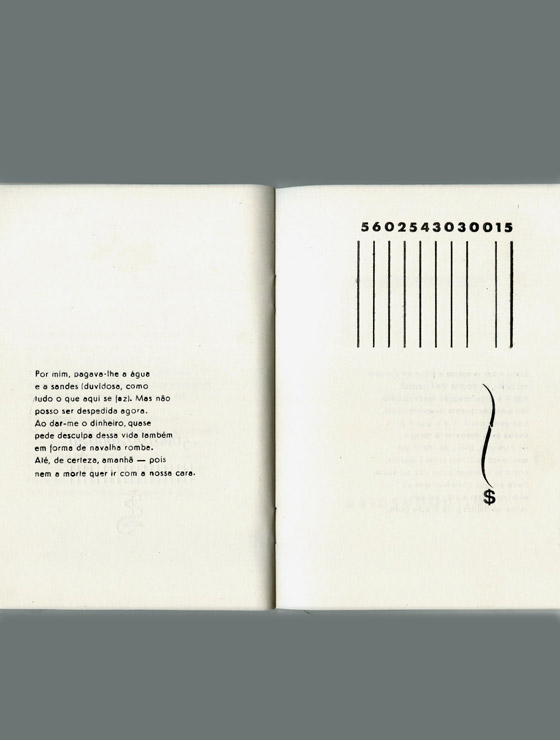 Por mim, pagava-lhe a água
e a sandes (duvidosa, como
tudo o que aqui se faz). Mas não
posso ser despedida agora.
Ao dar-me o dinheiro, quase
pede desculpa dessa vida também
em forma de navalha romba.
Até, de certeza, amanhã — pois
nem a morte quer ir com a nossa cara.
5602543030015
$